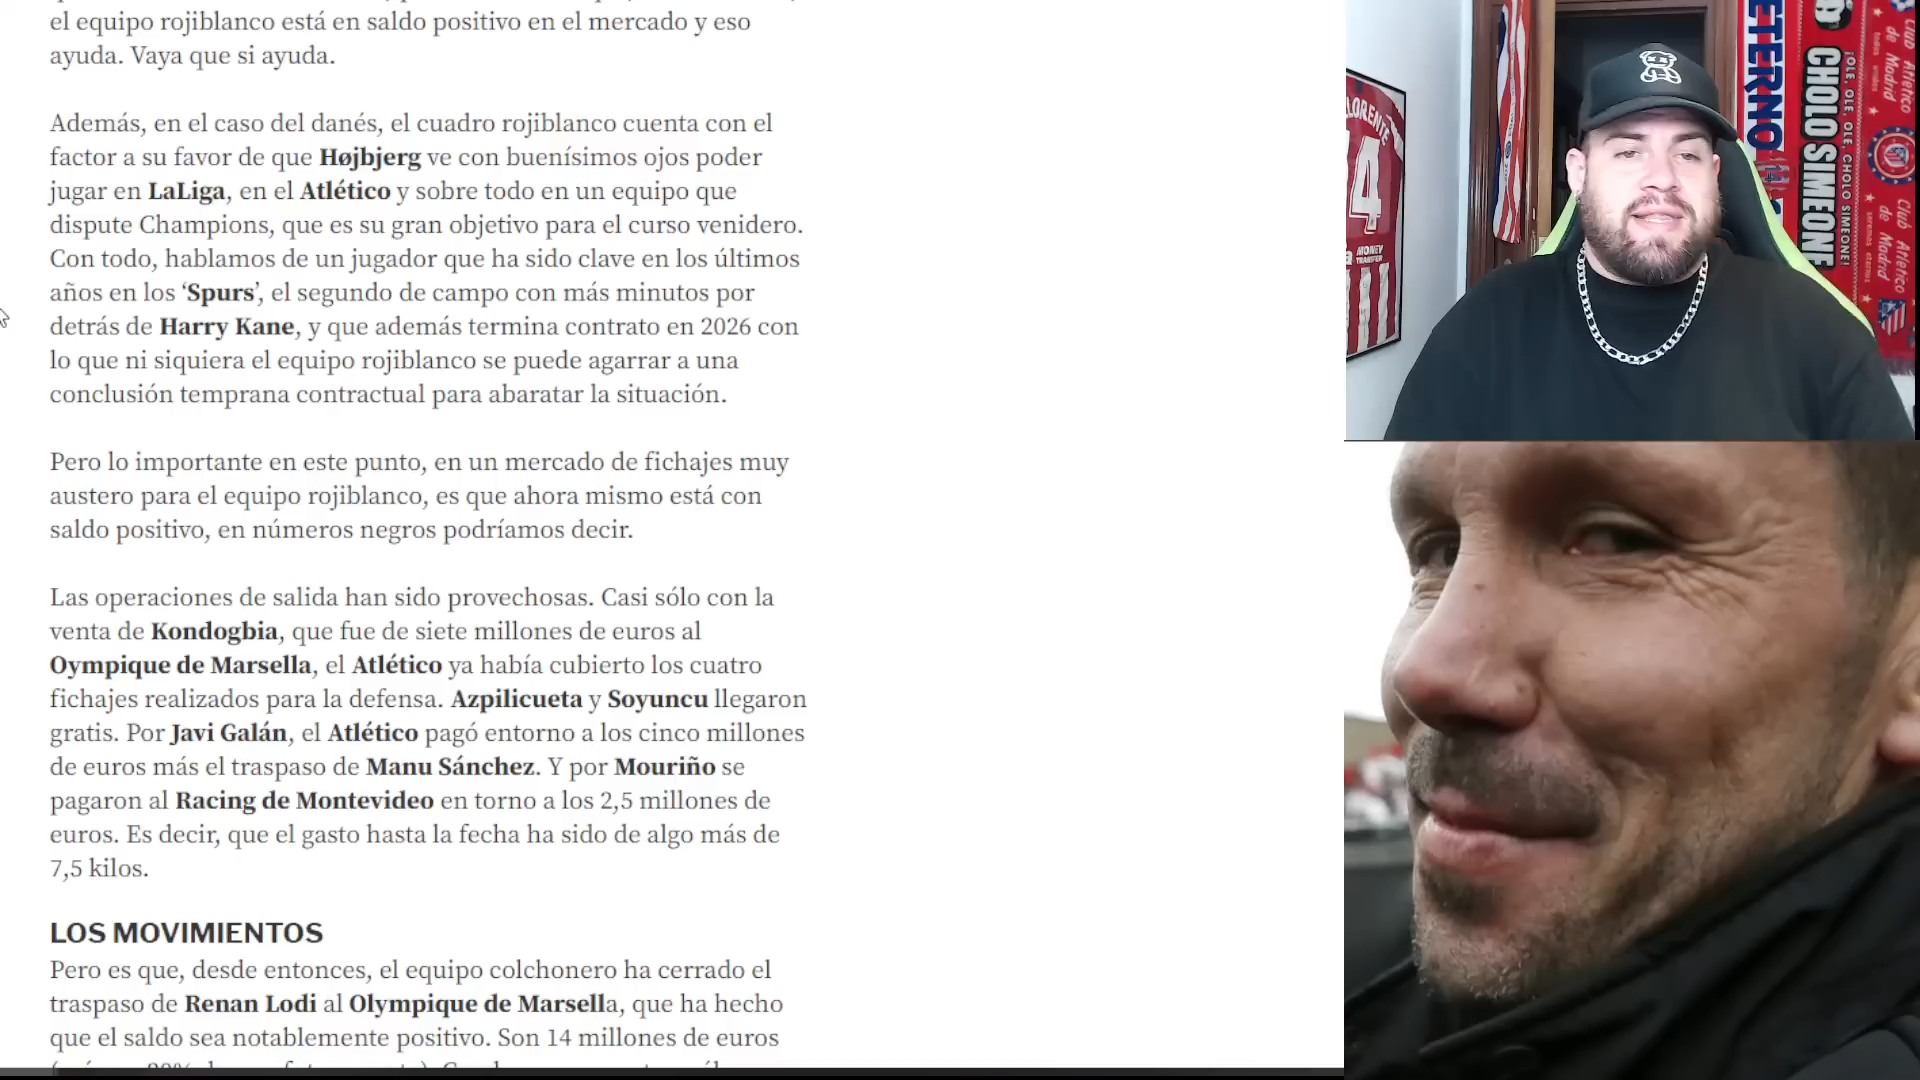 el equipo rojiblanco está en saldo positivo en el mercado y eso
ayuda. Vaya que si ayuda.
Además, en el caso del danés, el cuadro rojiblanco cuenta con el
factor a su favor de que Højbjerg ve con buenísimos ojos poder
jugar en LaLiga, en el Atlético y sobre todo en un equipo que
dispute Champions, que es su gran objetivo para el curso venidero.
Con todo, hablamos de un jugador que ha sido clave en los últimos
años en los ‘Spurs’, el segundo de campo con más minutos por
detrás de Harry Kane, y que además termina contrato en 2026 con
lo que ni siquiera el equipo rojiblanco se puede agarrar a una
conclusión temprana contractual para abaratar la situación.
Pero lo importante en este punto, en un mercado de fichajes muy
austero para el equipo rojiblanco, es que ahora mismo está con
saldo positivo, en números negros podríamos decir.
Las operaciones de salida han sido provechosas. Casi sólo con la
venta de Kondogbia, que fue de siete millones de euros al
Oympique de Marsella, el Atlético ya había cubierto los cuatro
fichajes realizados para la defensa. Azpilicueta y Soyuncu llegaron
gratis. Por Javi Galán, el Atlético pagó entorno a los cinco millones
de euros más el traspaso de Manu Sánchez. Y por Mouriño se
pagaron al Racing de Montevideo en torno a los 2,5 millones de
euros. Es decir, que el gasto hasta la fecha ha sido de algo más de
7,5 kilos.
LOS MOVIMIENTOS
Pero es que, desde entonces, el equipo colchonero ha cerrado el
traspaso de Renan Lodi al Olympique de Marsella, que ha hecho
que el saldo sea notablemente positivo. Son 14 millones de euros
LLORENTE
14
MONEY
TRANSFER
ETERNO
CHOLO SIMEONE
¡OLE, OLE, OLE, CHOLO SIMEONE!
Club Atlético
de Madrid
Club Atlético
de Madrid